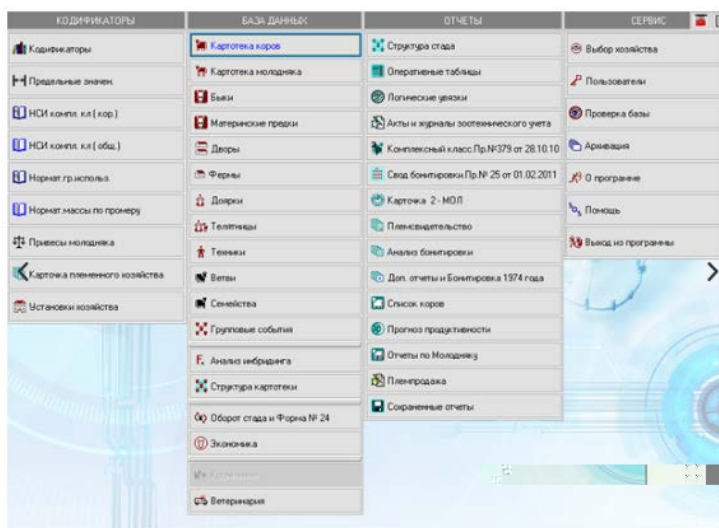 КОДИФИКАТОРЫ
Кодификаторы
Предельные значен.
НСИ компл. кл ( кор.)
НСИ компл. кл ( общ.)
Нормат.гр.использ.
Нормат.массы по промеру
Привесы молодняка
Карточка племенного хозяйства
Установки хозяйства
БАЗА ДАННЫХ
Картотека коров
Картотека молодняка
Быки
Материнские предки
Дворы
Фермы
Доярки
Телятницы
Техники
Ветви
Семейства
Групповые события
F. Анализ инбридинга
Структура картотеки
Оборот стада и Форма № 24
Экономика
Ветеринария
ОТЧЕТЫ
Структура стада
Оперативные таблицы
Логические увязки
Акты и журналы зоотехнического учета
Комплексный класс.Пр.№379 от 28.10.10
Свод бонитировки.Пр.№ 25 от 01.02.2011
Карточка 2-МОЛ
Племсвидетельство
Анализ бонитировки
Доп. отчеты и Бонитировка 1974 года
Список коров
Прогноз продуктивности
Отчеты по Молодняку
Племпродажа
Сохраненные отчеты
СЕРВИС
Выбор хозяйства
Пользователи
Проверка базы
Архивация
О программе
Помощь
Выход из программы